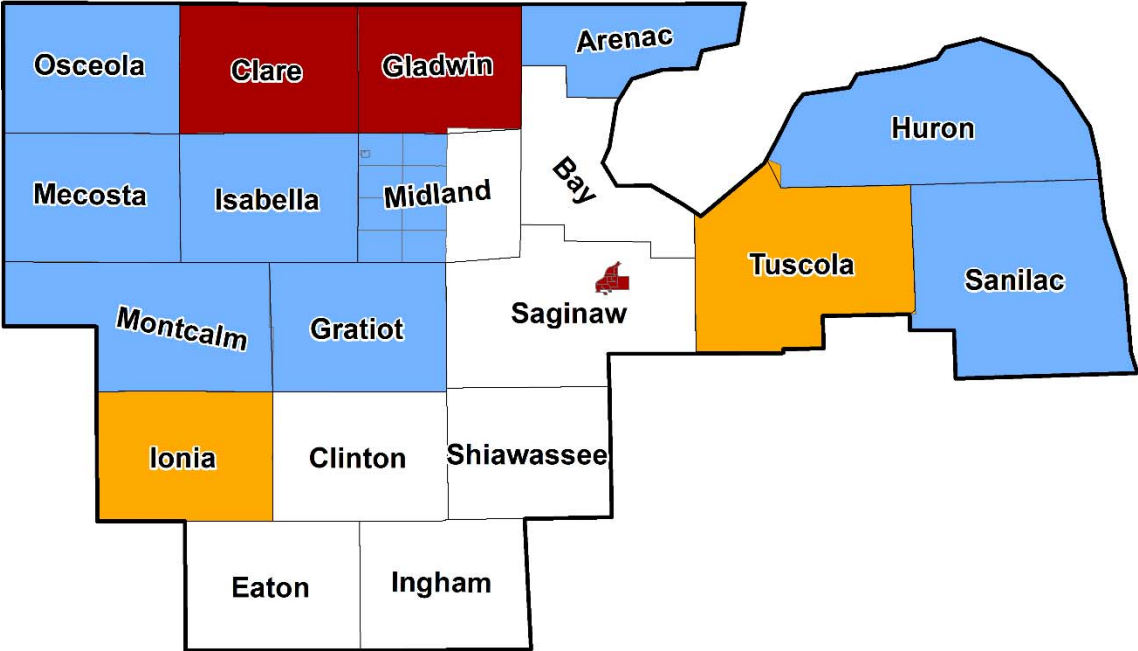 Osceola
Clare
Gladwin
Arenac
Huron
Mecosta
Isabella
Midland
Bay
Tuscola
Sanilac
Montcalm
Gratiot
Saginaw
Ionia
Clinton
Shiawassee
Eaton
Ingham